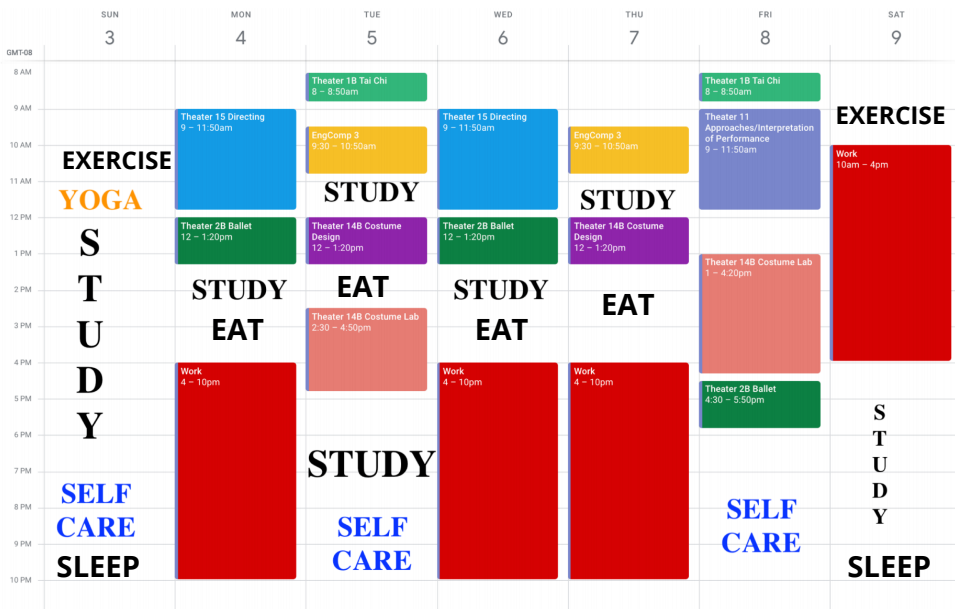 SUN MON TUE WED THU FRI SAT
3 4 5 6 7 8 9
GMT-08
8 AM
9 AM
10 AM
11 AM
12 PM
1 PM
2 PM
3 PM
4 PM
5 PM
6 PM
7 PM
8 PM
9 PM
10 PM
EXERCISE
YOGA
S
T
U
D
Y
SELF
CARE
SLEEP
Theater 15 Directing
9 – 11:50am
Theater 2B Ballet
12 – 1:20pm
STUDY
EAT
Work
4 – 10pm
Theater 1B Tai Chi
8 – 8:50am
EngComp 3
9:30 – 10:50am
STUDY
Theater 14B Costume
Design
12 – 1:20pm
EAT
Theater 14B Costume Lab
2:30 – 4:50pm
STUDY
SELF
CARE
Theater 15 Directing
9 – 11:50am
Theater 2B Ballet
12 – 1:20pm
STUDY
EAT
Work
4 – 10pm
EngComp 3
9:30 – 10:50am
STUDY
Theater 14B Costume
Design
12 – 1:20pm
EAT
Work
4 – 10pm
Theater 1B Tai Chi
8 – 8:50am
Theater 11
Approaches/Interpretation
of Performance
9 – 11:50am
Theater 14B Costume Lab
1 – 4:20pm
Theater 2B Ballet
4:30 – 5:50pm
SELF
CARE
EXERCISE
Work
10am – 4pm
S
T
U
D
Y
SLEEP